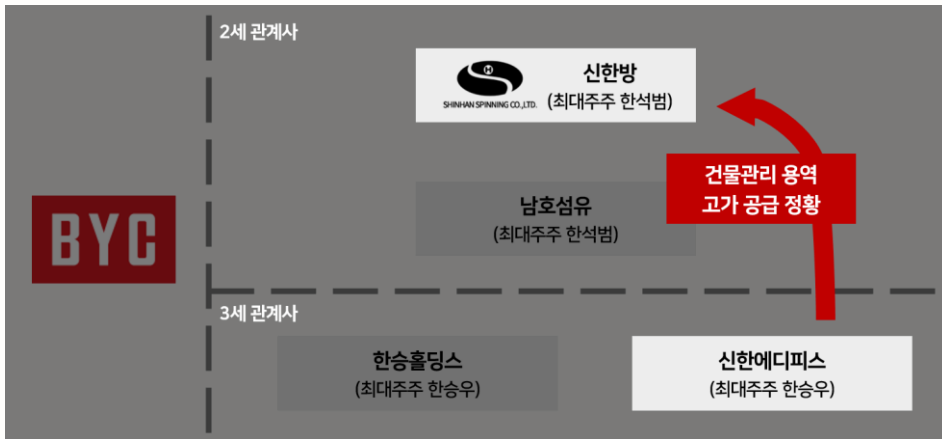 2세 관계사
신한방
SHINHAN SPINNING CO.,LTD.
(최대주주 한석범)
건물관리 용역
고가 공급 정황
남호섬유
(최대주주 한석범)
BYC
3세 관계사
한승홀딩스
(최대주주 한승우)
신한에디피스
(최대주주 한승우)